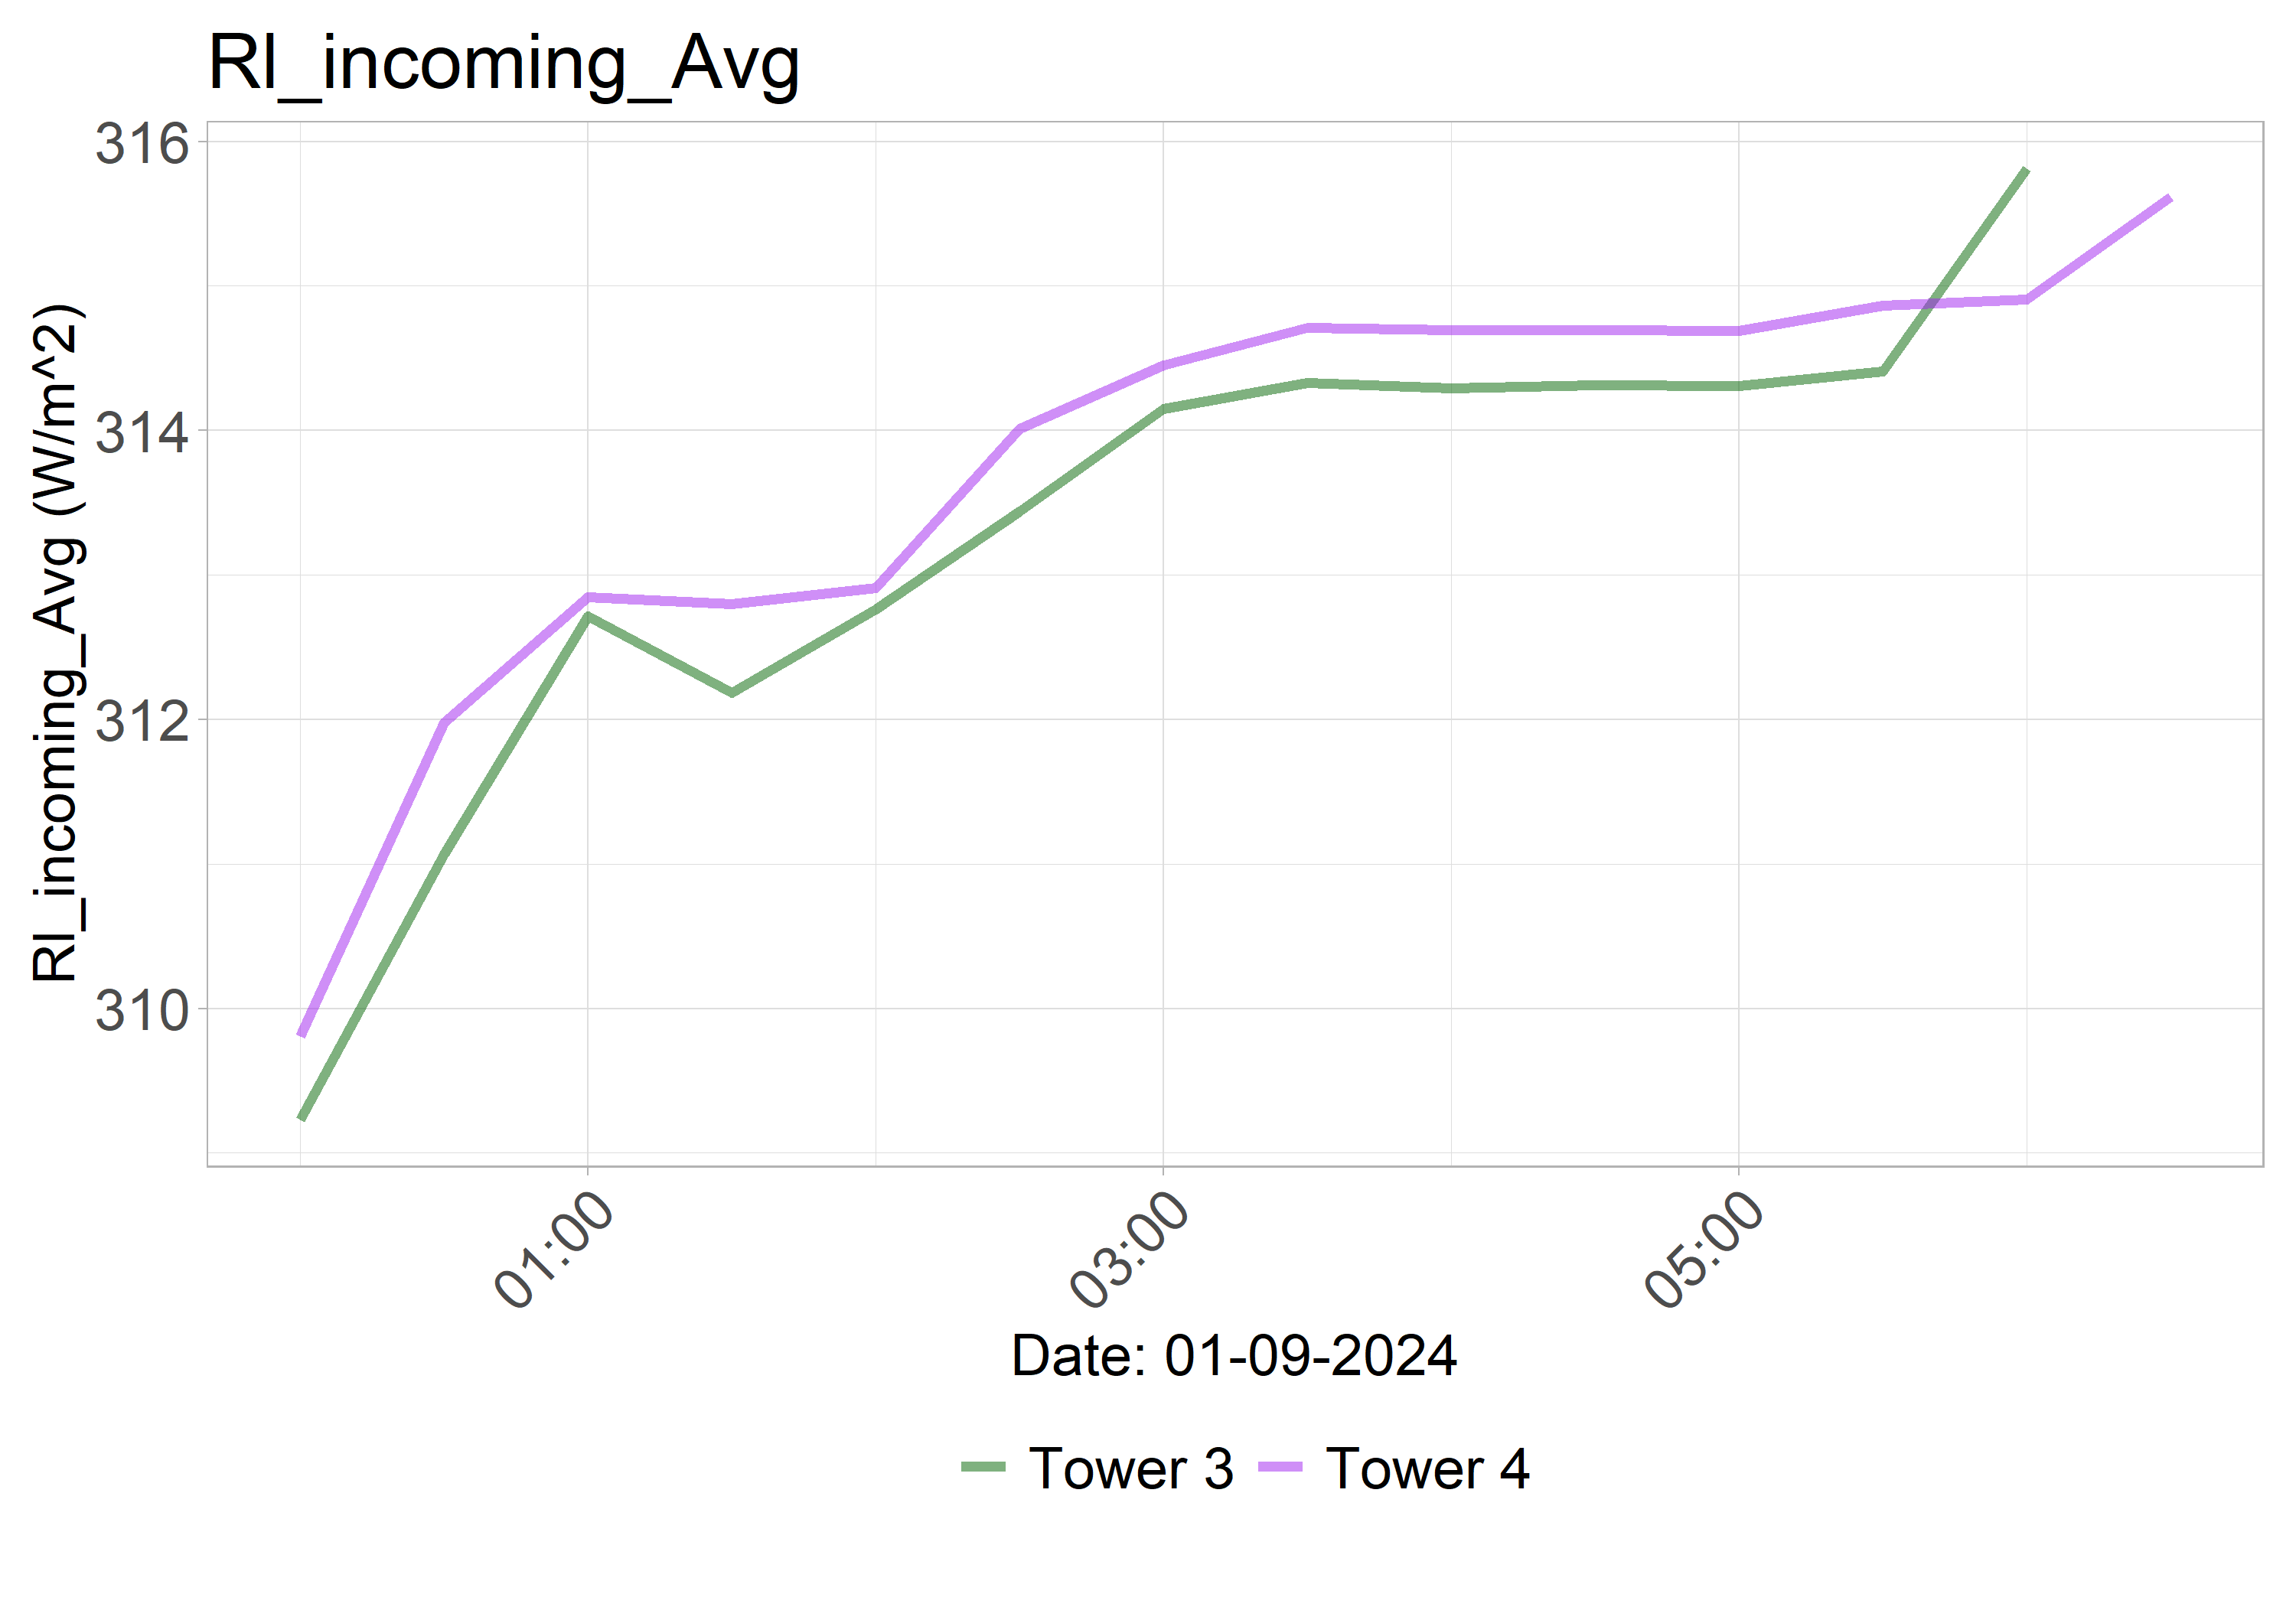 Rl_incoming_Avg
Rl_incoming_Avg (W/m^2)
316
314
312
310
01:00
03:00
05:00
Date: 01-09-2024
Tower 3
Tower 4